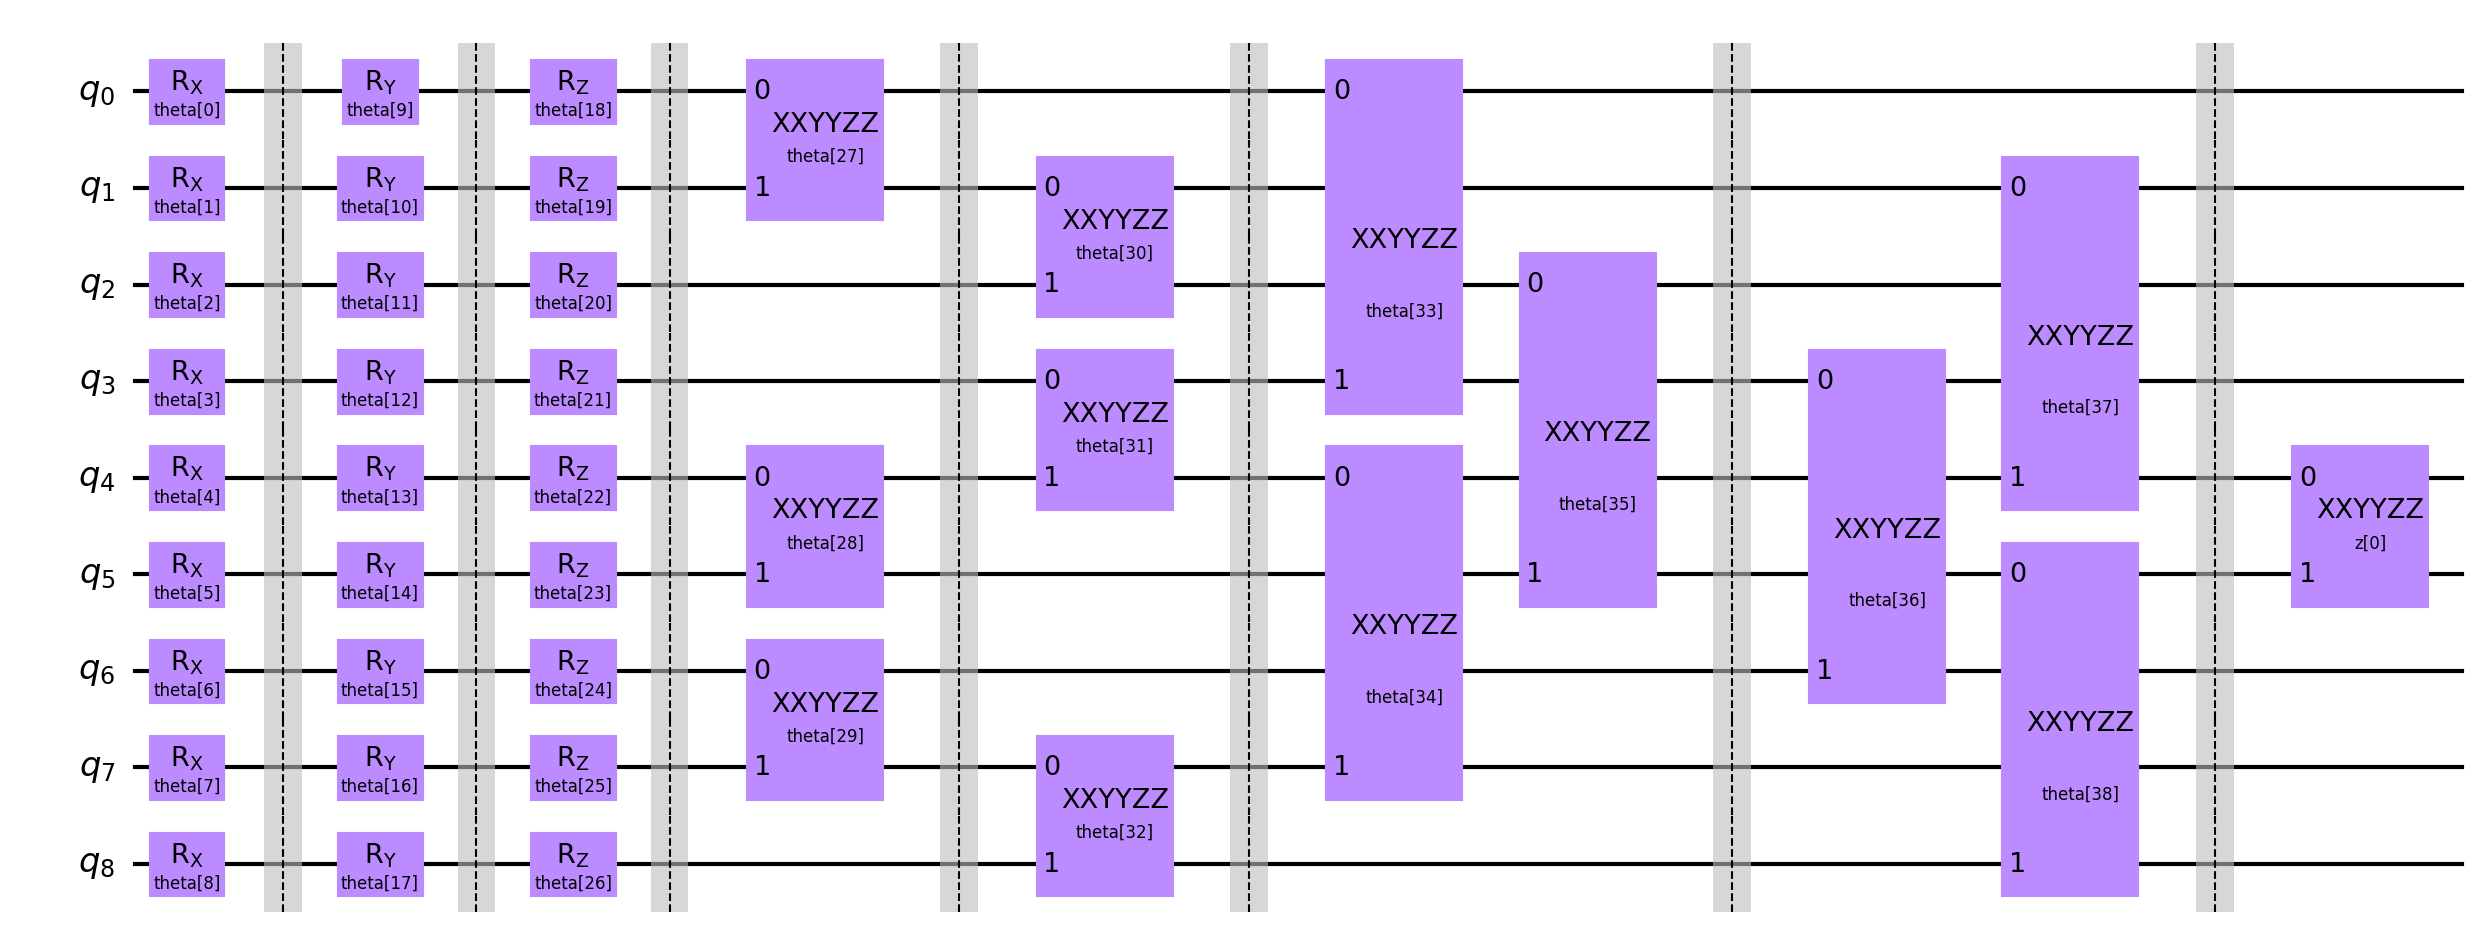 q0 RX theta[0] RY theta[9] RZ theta[18] 0 XXYYZZ theta[27] 0
q1 RX theta[1] RY theta[10] RZ theta[19] 1 0 XXYYZZ theta[30] 0
q2 RX theta[2] RY theta[11] RZ theta[20] 1 XXYYZZ theta[33] 0
q3 RX theta[3] RY theta[12] RZ theta[21] 0 XXYYZZ theta[31] 1 0 XXYYZZ theta[37]
q4 RX theta[4] RY theta[13] RZ theta[22] 0 XXYYZZ theta[28] 1 0 XXYYZZ theta[35] 1 0 XXYYZZ z[0]
q5 RX theta[5] RY theta[14] RZ theta[23] 1 1 XXYYZZ theta[36] 0 1
q6 RX theta[6] RY theta[15] RZ theta[24] 0 XXYYZZ theta[29] XXYYZZ theta[34] 1
q7 RX theta[7] RY theta[16] RZ theta[25] 1 0 XXYYZZ theta[32] 1 XXYYZZ theta[38]
q8 RX theta[8] RY theta[17] RZ theta[26] 1 1